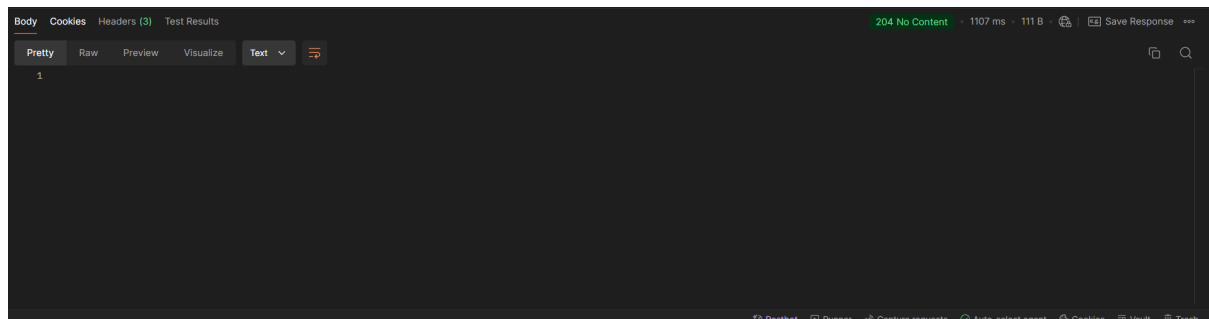 Body Cookies Headers (3) Test Results 204 No Content 1107 ms 111 B Save Response
Pretty Raw Preview Visualize Text
1
Postbot Runner Capture requests Auto-select agent Cookies Vault Trash